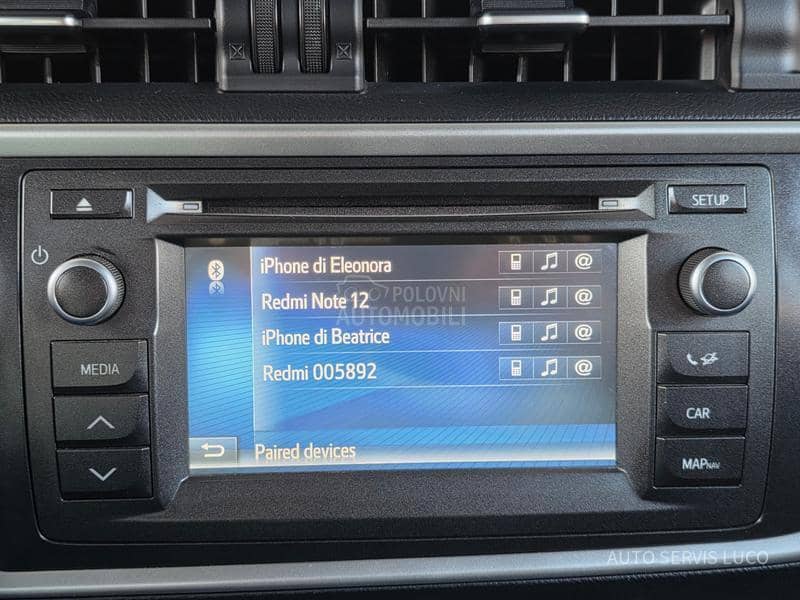 SETUP
iPhone di Eleonora
Redmi Note 12
POLOVNI
AUTOMOBILI
iPhone di Beatrice
MEDIA
Redmi 005892
CAR
Paired devices
MAP NAV
AUTO SERVIS LUCO